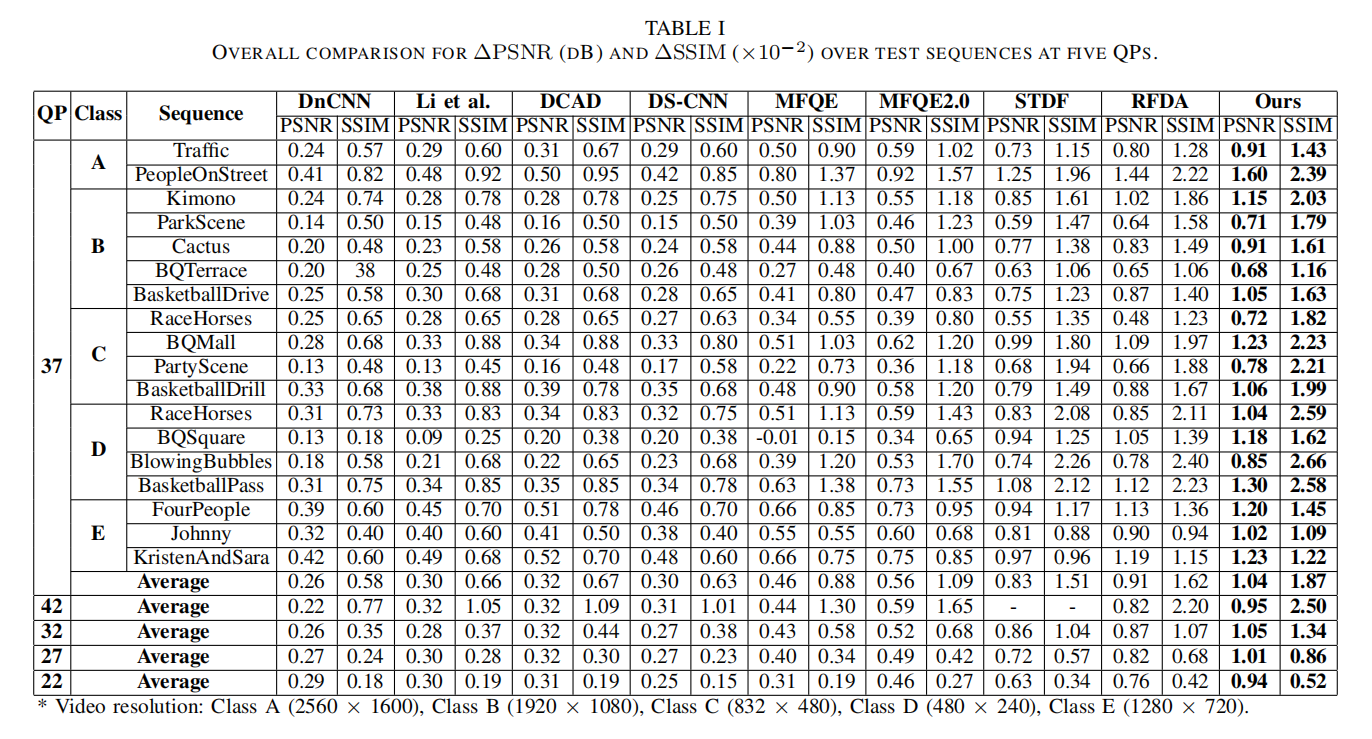 TABLE I
OVERALL COMPARISON FOR ΔPSNR (DB) AND ΔSSIM (×10⁻²) OVER TEST SEQUENCES AT FIVE QPS.
QP Class Sequence DnCNN Li et al. DCAD DS-CNN MFQE MFQE2.0 STDF RFDA Ours
PSNR SSIM PSNR SSIM PSNR SSIM PSNR SSIM PSNR SSIM PSNR SSIM PSNR SSIM PSNR SSIM PSNR SSIM
37 A Traffic 0.24 0.57 0.29 0.60 0.31 0.67 0.29 0.60 0.50 0.90 0.59 1.02 0.73 1.15 0.80 1.28 0.91 1.43
PeopleOnStreet 0.41 0.82 0.48 0.92 0.50 0.95 0.42 0.85 0.80 1.37 0.92 1.57 1.25 1.96 1.44 2.22 1.60 2.39
B Kimono 0.24 0.74 0.28 0.78 0.28 0.78 0.25 0.75 0.50 1.13 0.55 1.18 0.85 1.61 1.02 1.86 1.15 2.03
ParkScene 0.14 0.50 0.15 0.48 0.16 0.50 0.15 0.50 0.39 1.03 0.46 1.23 0.59 1.47 0.64 1.58 0.71 1.79
Cactus 0.20 0.48 0.23 0.58 0.26 0.58 0.24 0.58 0.44 0.88 0.50 1.00 0.77 1.38 0.83 1.49 0.91 1.61
BQTerrace 0.20 38 0.25 0.48 0.28 0.50 0.26 0.48 0.27 0.48 0.40 0.67 0.63 1.06 0.65 1.06 0.68 1.16
BasketballDrive 0.25 0.58 0.30 0.68 0.31 0.68 0.28 0.65 0.41 0.80 0.47 0.83 0.75 1.23 0.87 1.40 1.05 1.63
C RaceHorses 0.25 0.65 0.28 0.65 0.28 0.65 0.27 0.63 0.34 0.55 0.39 0.80 0.55 1.35 0.48 1.23 0.72 1.82
BQMall 0.28 0.68 0.33 0.88 0.34 0.88 0.33 0.80 0.51 1.03 0.62 1.20 0.99 1.80 1.09 1.97 1.23 2.23
PartyScene 0.13 0.48 0.13 0.45 0.16 0.48 0.17 0.58 0.22 0.73 0.36 1.18 0.68 1.94 0.66 1.88 0.78 2.21
BasketballDrill 0.33 0.68 0.38 0.88 0.39 0.78 0.35 0.68 0.48 0.90 0.58 1.20 0.79 1.49 0.88 1.67 1.06 1.99
D RaceHorses 0.31 0.73 0.33 0.83 0.34 0.83 0.32 0.75 0.51 1.13 0.59 1.43 0.83 2.08 0.85 2.11 1.04 2.59
BQSquare 0.13 0.18 0.09 0.25 0.20 0.38 0.20 0.38 -0.01 0.15 0.34 0.65 0.94 1.25 1.05 1.39 1.18 1.62
BlowingBubbles 0.18 0.58 0.21 0.68 0.22 0.65 0.23 0.68 0.39 1.20 0.53 1.70 0.74 2.26 0.78 2.40 0.85 2.66
BasketballPass 0.31 0.75 0.34 0.85 0.35 0.85 0.34 0.78 0.63 1.38 0.73 1.55 1.08 2.12 1.12 2.23 1.30 2.58
E FourPeople 0.39 0.60 0.45 0.70 0.51 0.78 0.46 0.70 0.66 0.85 0.73 0.95 0.94 1.17 1.13 1.36 1.20 1.45
Johnny 0.32 0.40 0.40 0.60 0.41 0.50 0.38 0.40 0.55 0.55 0.60 0.68 0.81 0.88 0.90 0.94 1.02 1.09
KristenAndSara 0.42 0.60 0.49 0.68 0.52 0.70 0.48 0.60 0.66 0.75 0.75 0.85 0.97 0.96 1.19 1.15 1.23 1.22
Average 0.26 0.58 0.30 0.66 0.32 0.67 0.30 0.63 0.46 0.88 0.56 1.09 0.83 1.51 0.91 1.62 1.04 1.87
42 Average 0.22 0.77 0.32 1.05 0.32 1.09 0.31 1.01 0.44 1.30 0.59 1.65 - - 0.82 2.20 0.95 2.50
32 Average 0.26 0.35 0.28 0.37 0.32 0.44 0.27 0.38 0.43 0.58 0.52 0.68 0.86 1.04 0.87 1.07 1.05 1.34
27 Average 0.27 0.24 0.30 0.28 0.32 0.30 0.27 0.23 0.40 0.34 0.49 0.42 0.72 0.57 0.82 0.68 1.01 0.86
22 Average 0.29 0.18 0.30 0.19 0.31 0.19 0.25 0.15 0.31 0.19 0.46 0.27 0.63 0.34 0.76 0.42 0.94 0.52
* Video resolution: Class A (2560 × 1600), Class B (1920 × 1080), Class C (832 × 480), Class D (480 × 240), Class E (1280 × 720).